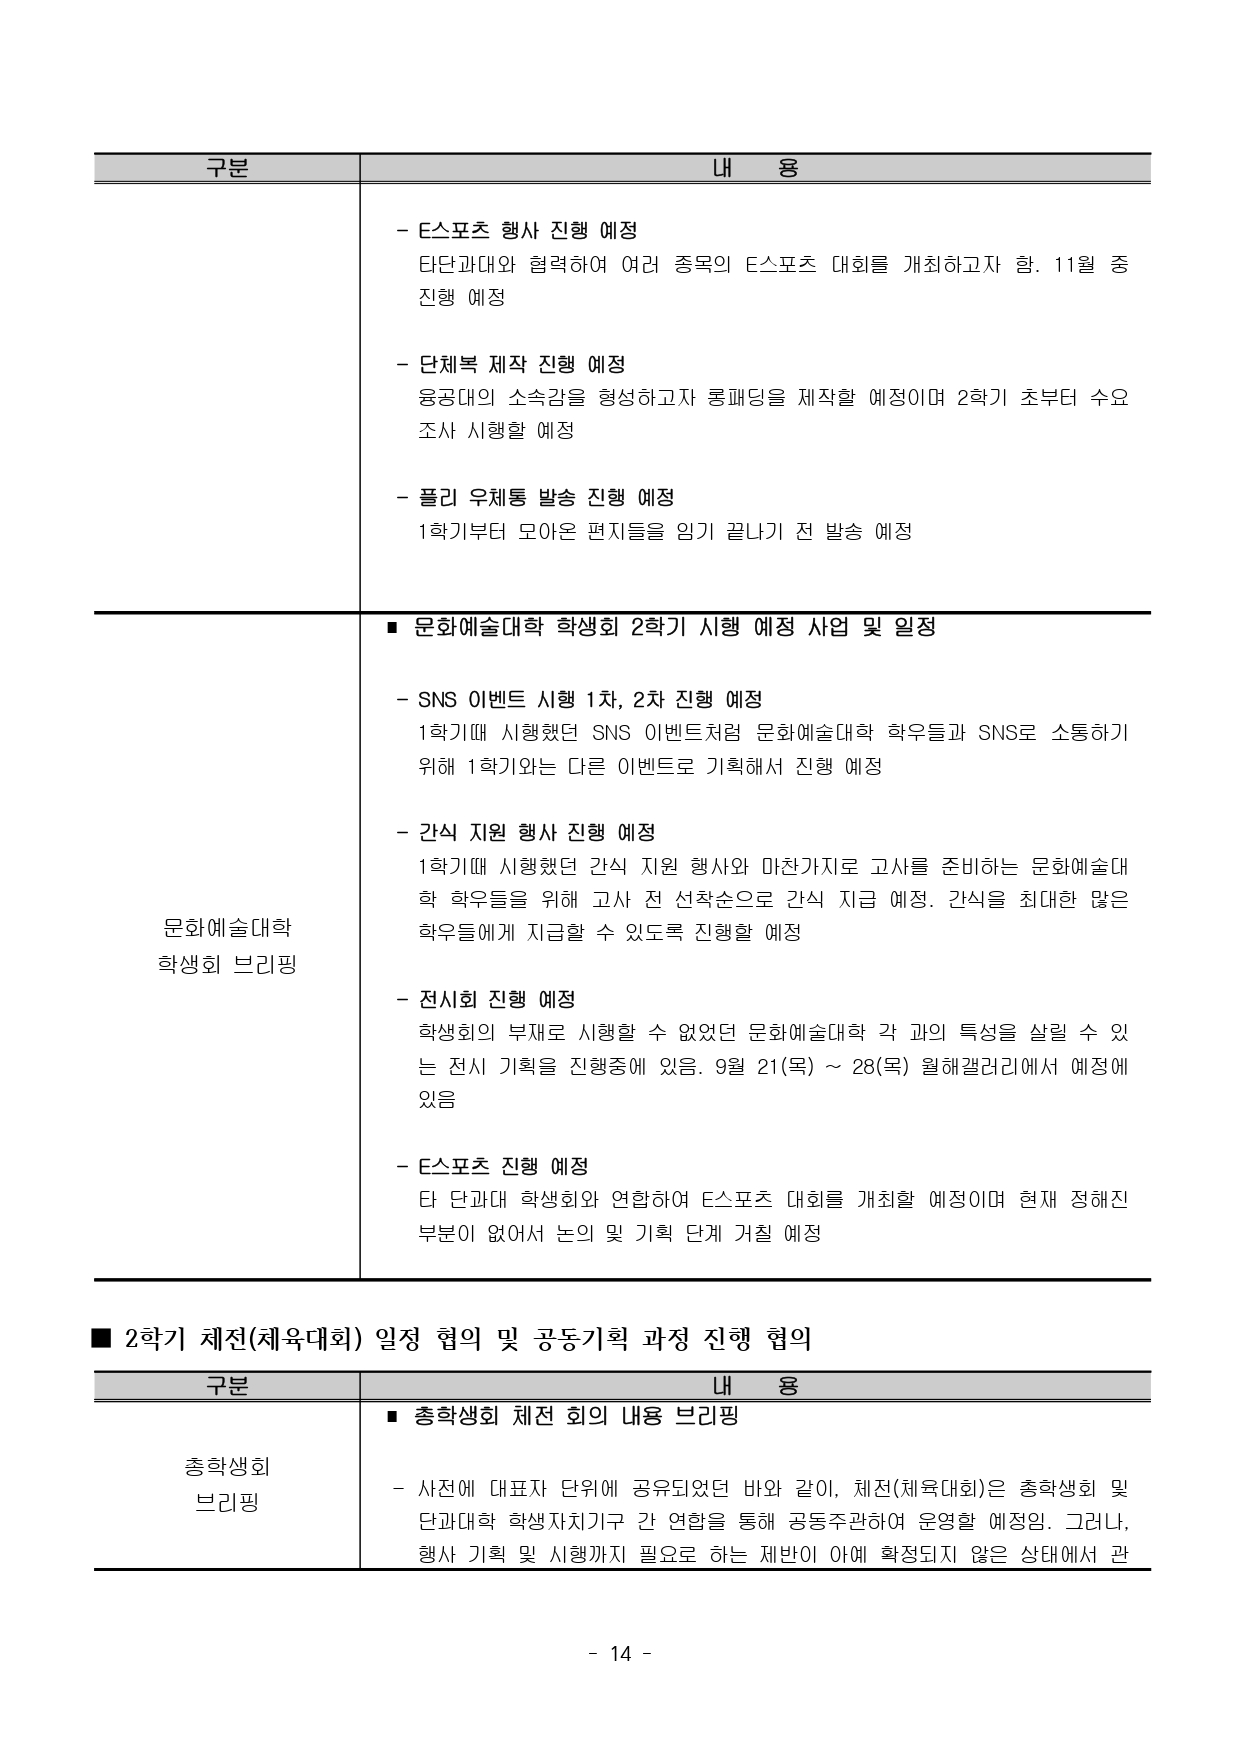 구분 내 용
- E스포츠 행사 진행 예정
타단과대와 협력하여 여러 종목의 E스포츠 대회를 개최하고자 함. 11월 중
진행 예정
- 단체복 제작 진행 예정
융공대의 소속감을 형성하고자 롱패딩을 제작할 예정이며 2학기 초부터 수요
조사 시행할 예정
- 플리 우체통 발송 진행 예정
1학기부터 모아온 편지들을 임기 끝나기 전 발송 예정
문화예술대학
학생회 브리핑
■ 문화예술대학 학생회 2학기 시행 예정 사업 및 일정
- SNS 이벤트 시행 1차, 2차 진행 예정
1학기때 시행했던 SNS 이벤트처럼 문화예술대학 학우들과 SNS로 소통하기
위해 1학기와는 다른 이벤트로 기획해서 진행 예정
- 간식 지원 행사 진행 예정
1학기때 시행했던 간식 지원 행사와 마찬가지로 고사를 준비하는 문화예술대
학 학우들을 위해 고사 전 선착순으로 간식 지급 예정. 간식을 최대한 많은
학우들에게 지급할 수 있도록 진행할 예정
- 전시회 진행 예정
학생회의 부재로 시행할 수 없었던 문화예술대학 각 과의 특성을 살릴 수 있
는 전시 기획을 진행중에 있음. 9월 21(목) ~ 28(목) 월해갤러리에서 예정에
있음
- E스포츠 진행 예정
타 단과대 학생회와 연합하여 E스포츠 대회를 개최할 예정이며 현재 정해진
부분이 없어서 논의 및 기획 단계 거칠 예정
■ 2학기 체전(체육대회) 일정 협의 및 공동기획 과정 진행 협의
구분 내 용
총학생회
브리핑
■ 총학생회 체전 회의 내용 브리핑
- 사전에 대표자 단위에 공유되었던 바와 같이, 체전(체육대회)은 총학생회 및
단과대학 학생자치기구 간 연합을 통해 공동주관하여 운영할 예정임. 그러나,
행사 기획 및 시행까지 필요로 하는 제반이 아예 확정되지 않은 상태에서 관
- 14 -